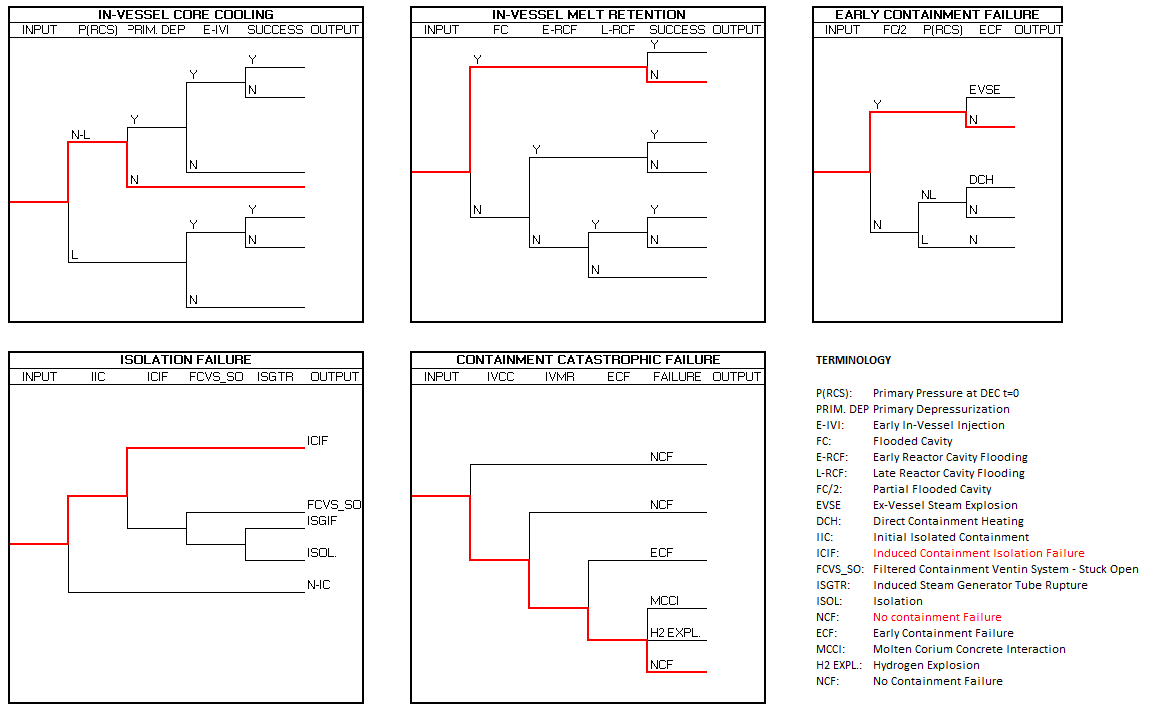 IN-VESSEL CORE COOLING
INPUT P(RCS) PRIM. DEP E-IVI SUCCESS OUTPUT
Y
Y
N
N-L
Y
N
N
Y
Y
N
L
N
IN-VESSEL MELT RETENTION
INPUT FC E-RCF L-RCF SUCCESS OUTPUT
Y
Y
N
Y
Y
N
N
Y
Y
N
N
N
EARLY CONTAINMENT FAILURE
INPUT FC/2 P(RCS) ECF OUTPUT
EVSE
Y
N
DCH
NL
N
N
L
N
ISOLATION FAILURE
INPUT IIC ICIF FCVS_SO ISGTR OUTPUT
ICIF
FCVS_SO
ISGIF
ISOL.
N-IC
CONTAINMENT CATASTROPHIC FAILURE
INPUT IVCC IVMR ECF FAILURE OUTPUT
NCF
NCF
ECF
MCCI
H2 EXPL.
NCF
TERMINOLOGY
P(RCS): Primary Pressure at DEC t=0
PRIM. DEP Primary Depressurization
E-IVI: Early In-Vessel Injection
FC: Flooded Cavity
E-RCF: Early Reactor Cavity Flooding
L-RCF: Late Reactor Cavity Flooding
FC/2: Partial Flooded Cavity
EVSE Ex-Vessel Steam Explosion
DCH: Direct Containment Heating
IIC: Initial Isolated Containment
ICIF: Induced Containment Isolation Failure
FCVS_SO: Filtered Containment Ventin System - Stuck Open
ISGTR: Induced Steam Generator Tube Rupture
ISOL: Isolation
NCF: No containment Failure
ECF: Early Containment Failure
MCCI: Molten Corium Concrete Interaction
H2 EXPL.: Hydrogen Explosion
NCF: No Containment Failure